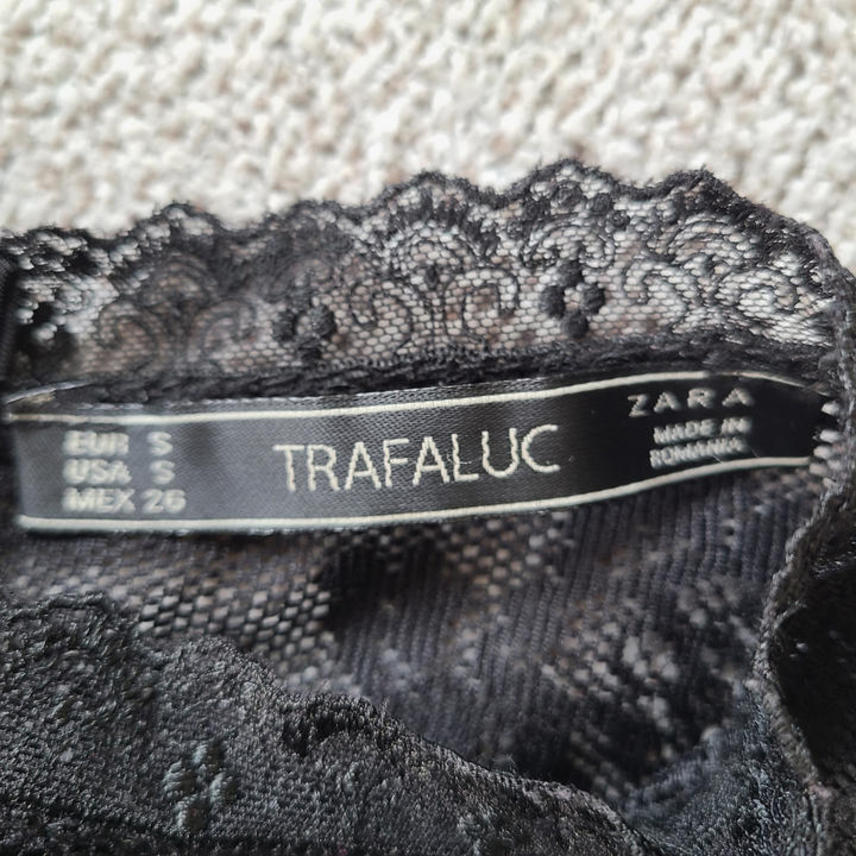 EUR S
USA S
MEX 26
TRAFALUC
ZARA
MADE IN
ROMANIA